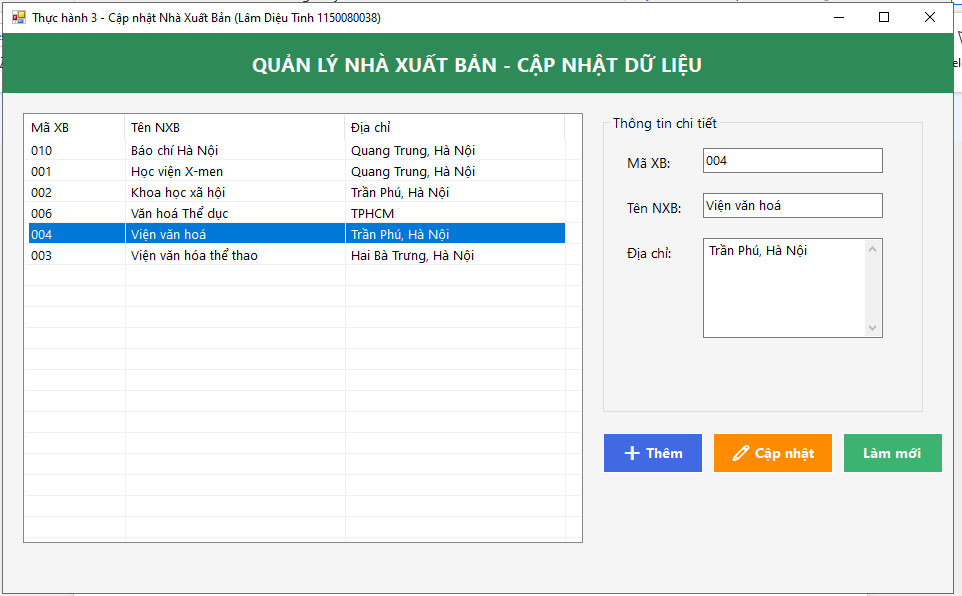 Thực hành 3 - Cập nhật Nhà Xuất Bản (Lâm Diệu Tinh 1150080038)
QUẢN LÝ NHÀ XUẤT BẢN - CẬP NHẬT DỮ LIỆU
Mã XB Tên NXB Địa chỉ
010 Báo chí Hà Nội Quang Trung, Hà Nội
001 Học viện X-men Quang Trung, Hà Nội
002 Khoa học xã hội Trần Phú, Hà Nội
006 Văn hoá Thể dục TPHCM
004 Viện văn hoá Trần Phú, Hà Nội
003 Viện văn hóa thể thao Hai Bà Trưng, Hà Nội
Thông tin chi tiết
Mã XB: 004
Tên NXB: Viện văn hoá
Địa chỉ: Trần Phú, Hà Nội
Thêm Cập nhật Làm mới